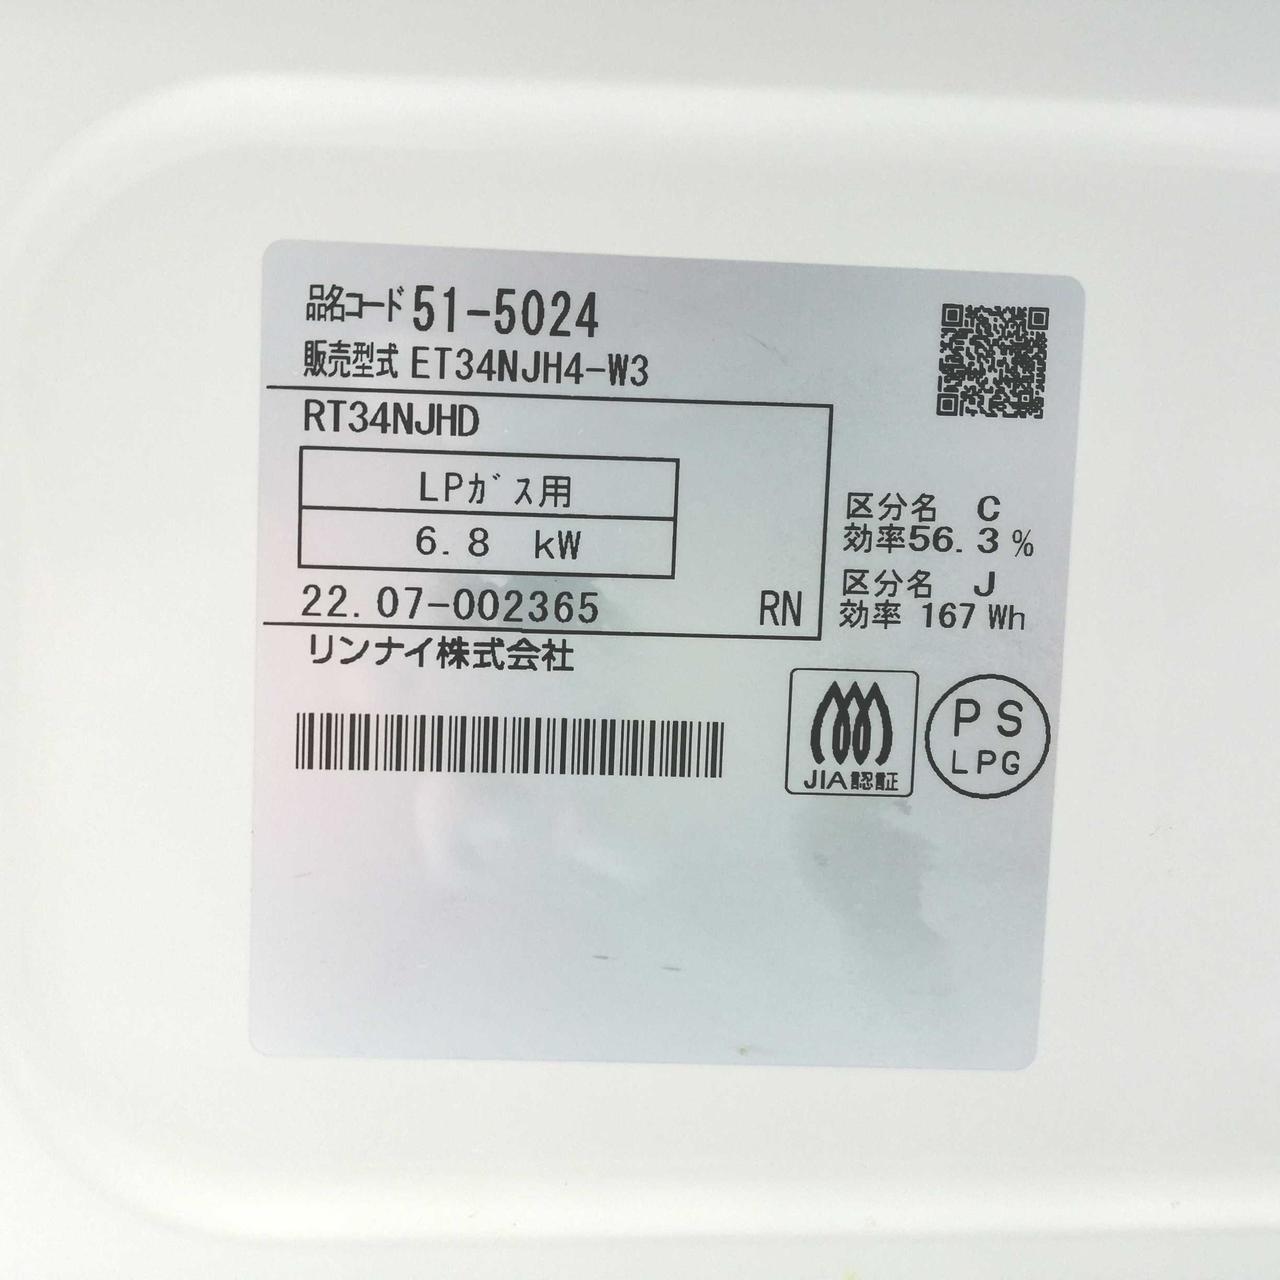 品名コード 51-5024
販売型式 ET34NJH4-W3
RT34NJHD
LPガス用
6.8 kW
22.07-002365 RN
リンナイ株式会社
区分名 C
効率56.3 %
区分名 J
効率 167 Wh
JIA認証
PS
LPG